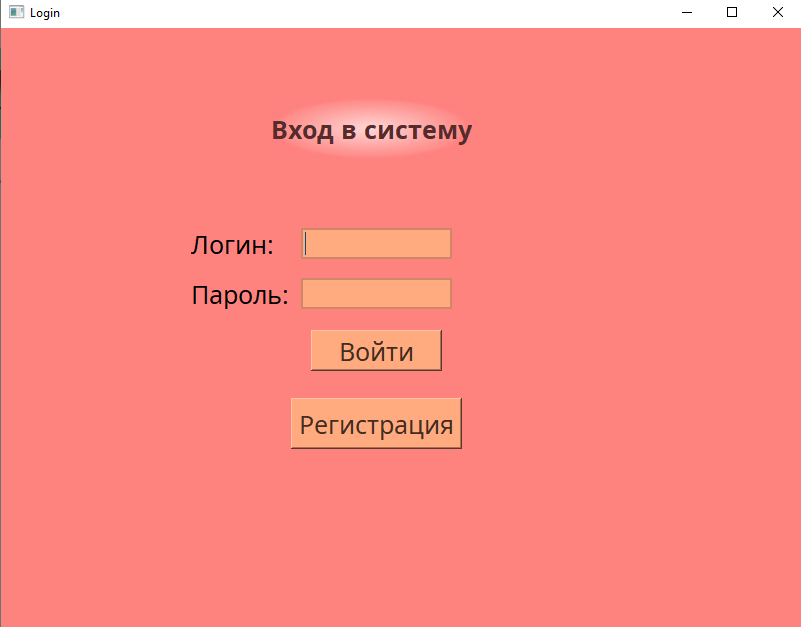 Login
Вход в систему
Логин:
Пароль:
Войти
Регистрация